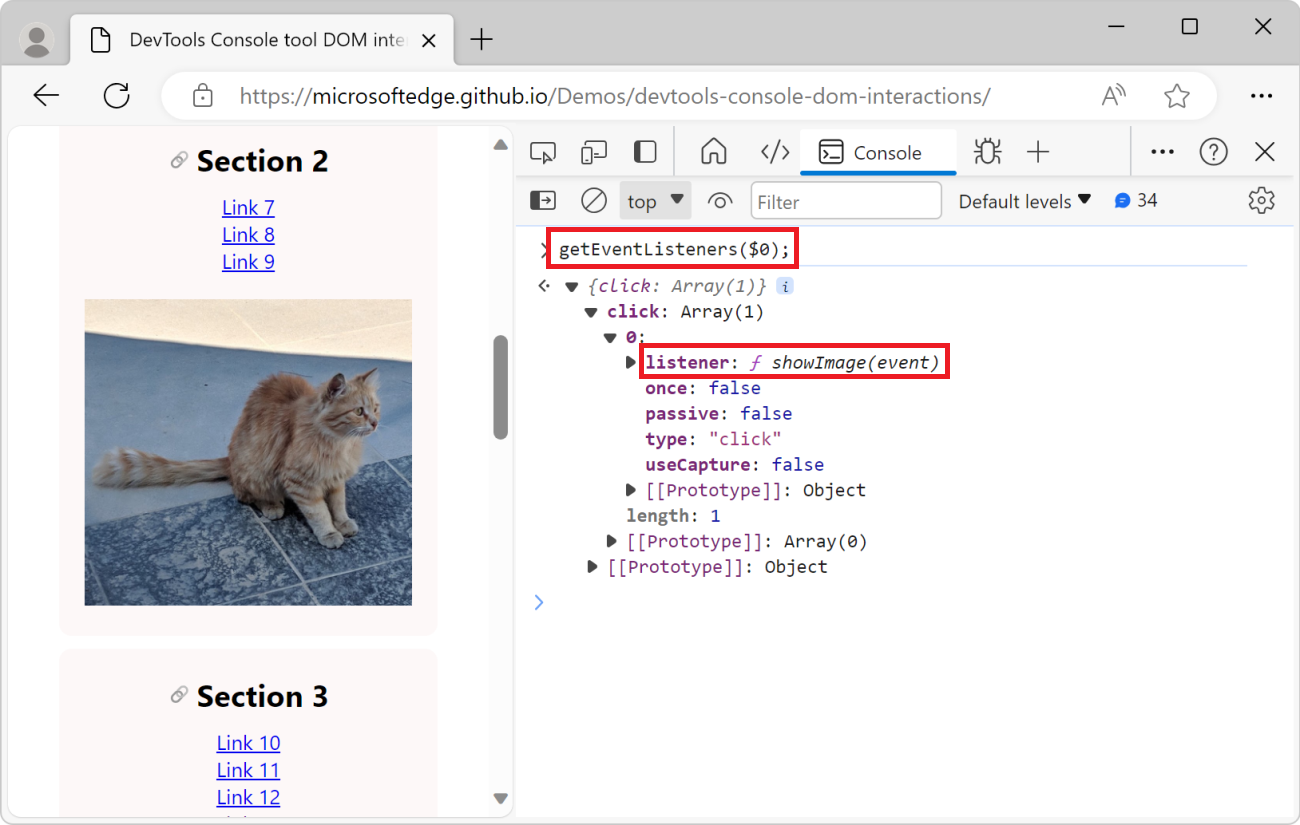 DevTools Console tool DOM inte
https://microsoftedge.github.io/Demos/devtools-console-dom-interactions/
Section 2
Link 7
Link 8
Link 9
Section 3
Link 10
Link 11
Link 12
Console
top
Filter
Default levels
34
getEventListeners($0);
{click: Array(1)} i
click: Array(1)
0:
listener: ƒ showImage(event)
once: false
passive: false
type: "click"
useCapture: false
[[Prototype]]: Object
length: 1
[[Prototype]]: Array(0)
[[Prototype]]: Object